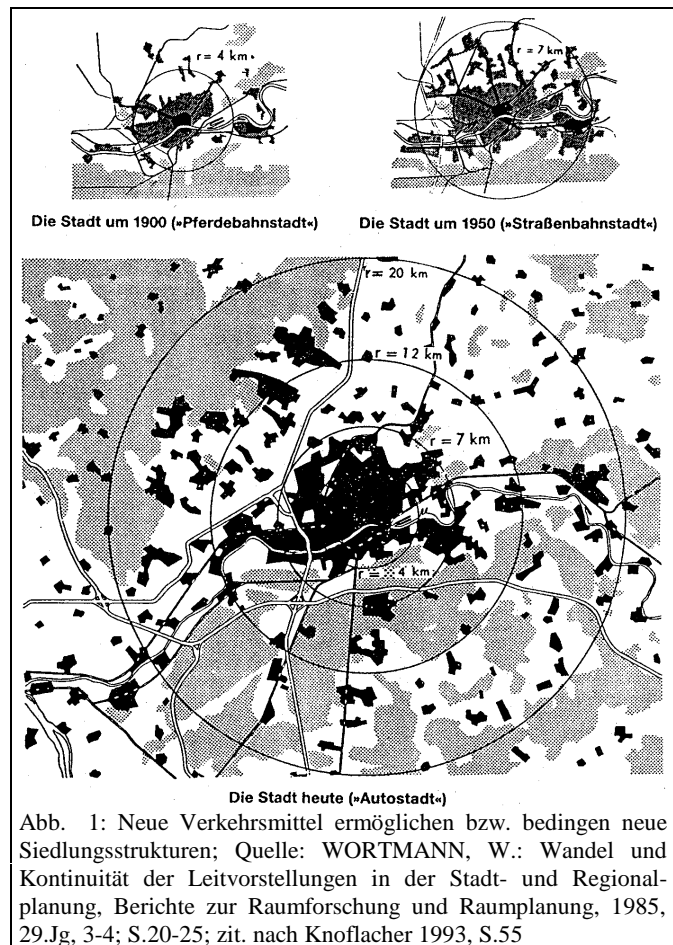 r = 4 km
r = 7 km
Die Stadt um 1900 (»Pferdebahnstadt«)
Die Stadt um 1950 (»Straßenbahnstadt«)
r = 20 km
r = 12 km
r = 7 km
r = 4 km
Die Stadt heute (»Autostadt«)
Abb. 1: Neue Verkehrsmittel ermöglichen bzw. bedingen neue
Siedlungsstrukturen; Quelle: WORTMANN, W.: Wandel und
Kontinuität der Leitvorstellungen in der Stadt- und Regional-
planung, Berichte zur Raumforschung und Raumplanung, 1985,
29.Jg, 3-4; S.20-25; zit. nach Knoflacher 1993, S.55